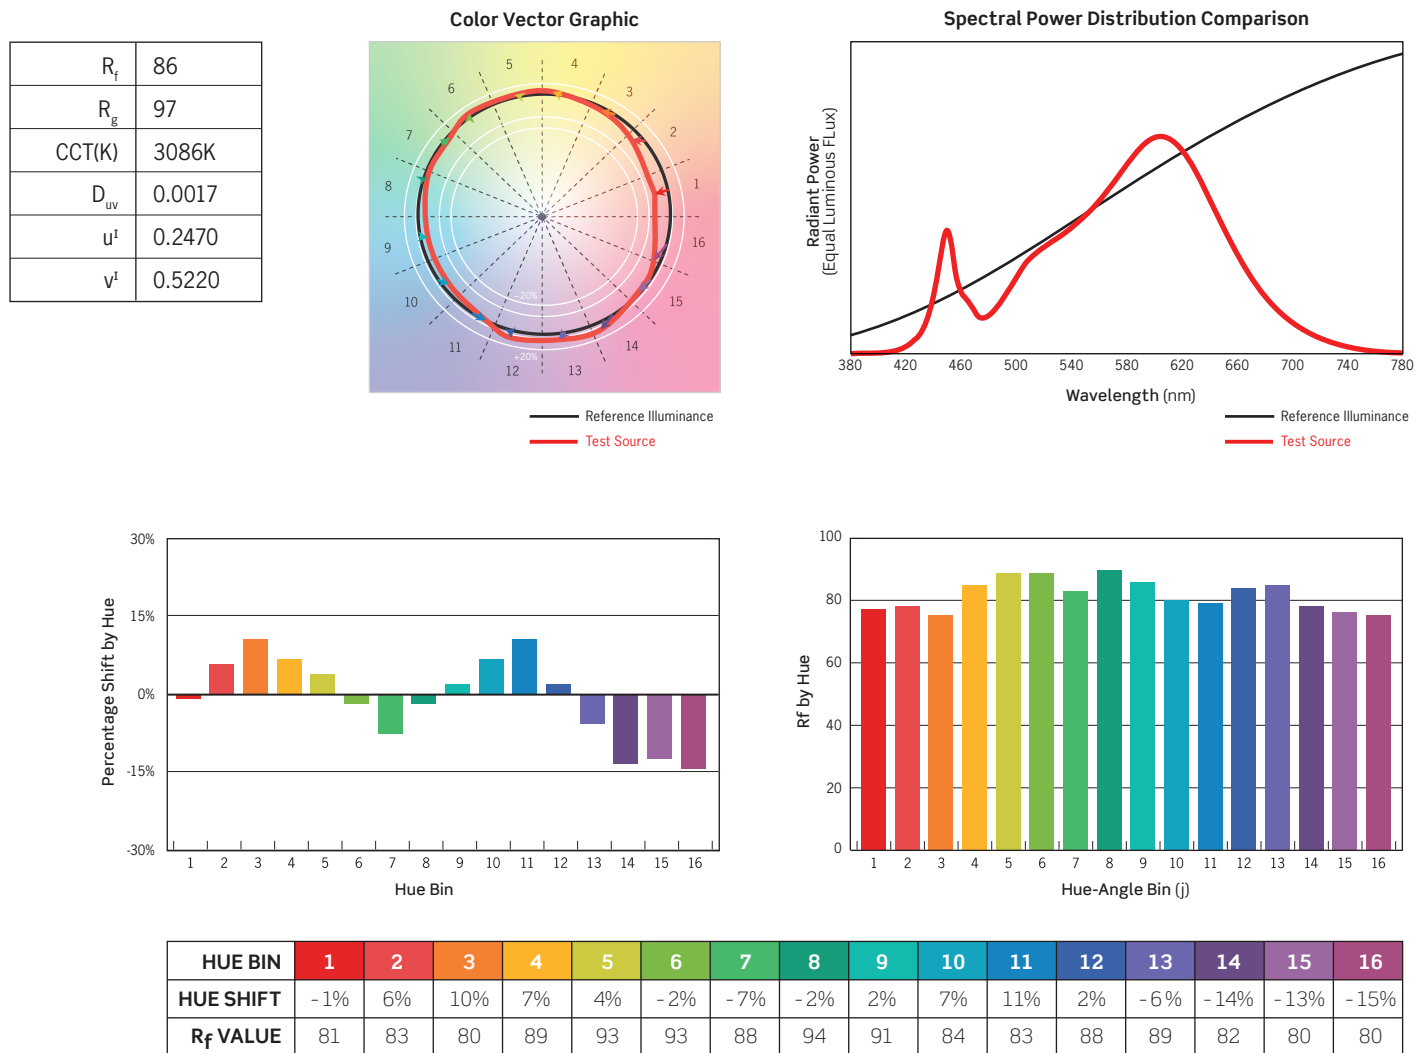 Color Vector Graphic
Spectral Power Distribution Comparison
Rf 86
Rg 97
CCT(K) 3086K
Duv 0.0017
uI 0.2470
vI 0.5220
5 4
6 3
7 2
8 1
9 16
10 15
11 14
12 13
-20%
+20%
Reference Illuminance
Test Source
Radiant Power
(Equal Luminous FLux)
380 420 460 500 540 580 620 660 700 740 780
Wavelength (nm)
Reference Illuminance
Test Source
Percentage Shift by Hue
30%
15%
0%
-15%
-30%
1 2 3 4 5 6 7 8 9 10 11 12 13 14 15 16
Hue Bin
Rf by Hue
100
80
60
40
20
0
1 2 3 4 5 6 7 8 9 10 11 12 13 14 15 16
Hue-Angle Bin (j)
HUE BIN 1 2 3 4 5 6 7 8 9 10 11 12 13 14 15 16
HUE SHIFT -1% 6% 10% 7% 4% -2% -7% -2% 2% 7% 11% 2% -6% -14% -13% -15%
Rf VALUE 81 83 80 89 93 93 88 94 91 84 83 88 89 82 80 80